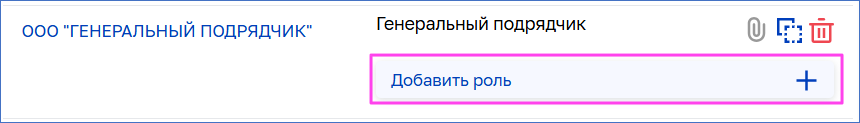 ООО "ГЕНЕРАЛЬНЫЙ ПОДРЯДЧИК"
Генеральный подрядчик
Добавить роль